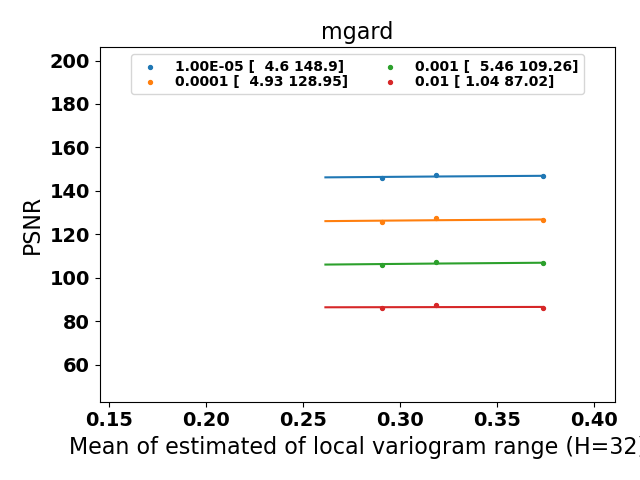 mgard
1.00E-05 [  4.6 148.9]
0.0001 [  4.93 128.95]
0.001 [  5.46 109.26]
0.01 [ 1.04 87.02]
PSNR
200
180
160
140
120
100
80
60
0.15 0.20 0.25 0.30 0.35 0.40
Mean of estimated of local variogram range (H=32)